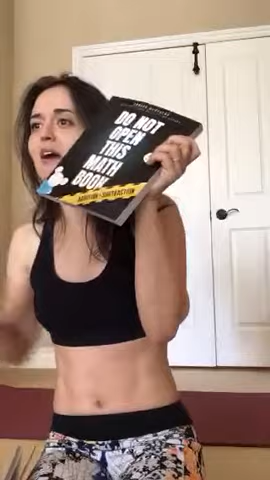 DO NOT
OPEN
THIS
MATH
BOOK
ADDITION + SUBTRACTION